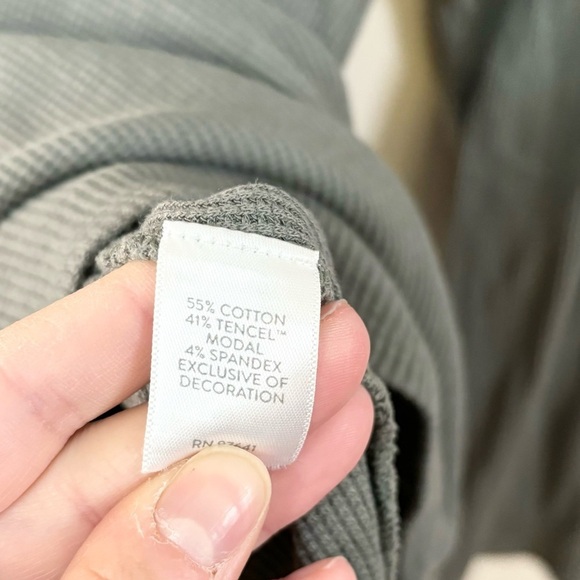 55% COTTON
41% TENCEL™
MODAL
4% SPANDEX
EXCLUSIVE OF
DECORATION
RN